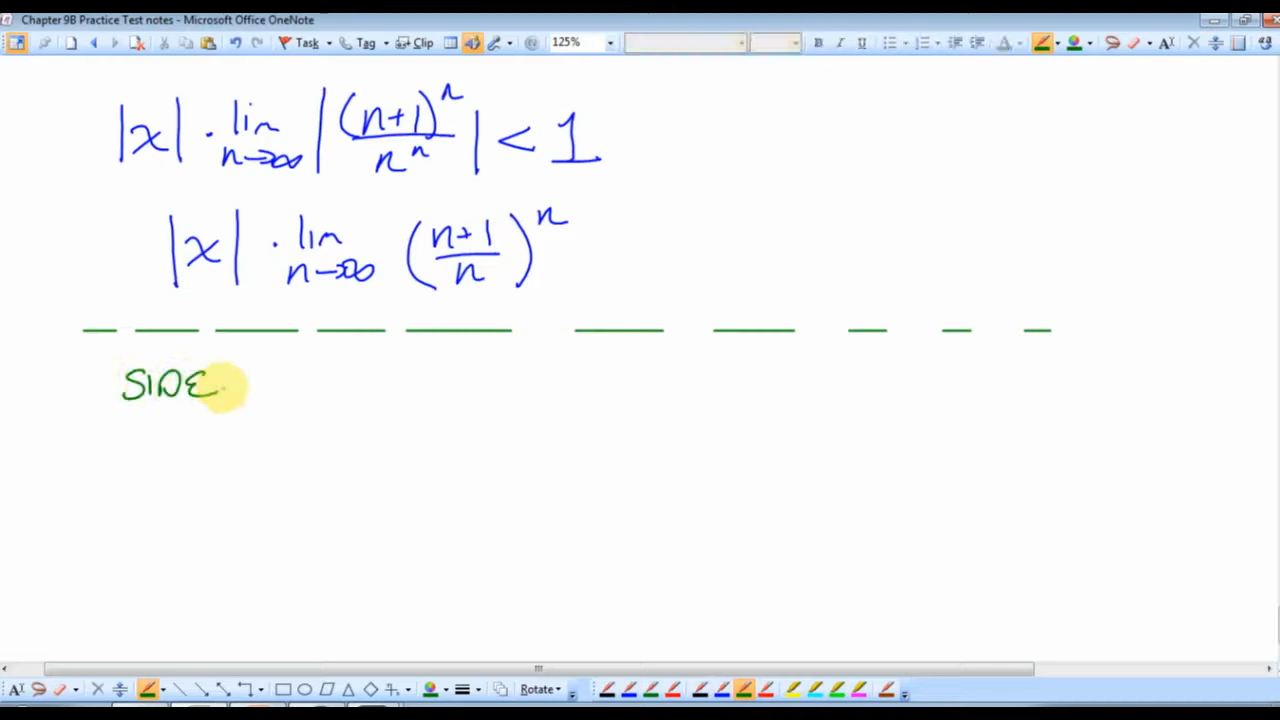 Chapter 9B Practice Test notes - Microsoft Office OneNote
Task Tag Clip 125% B I U A A
|x| · lim n→∞ |(n+1)^n / n^n| < 1
|x| · lim n→∞ ((n+1)/n)^n
SIDE
A Rotate